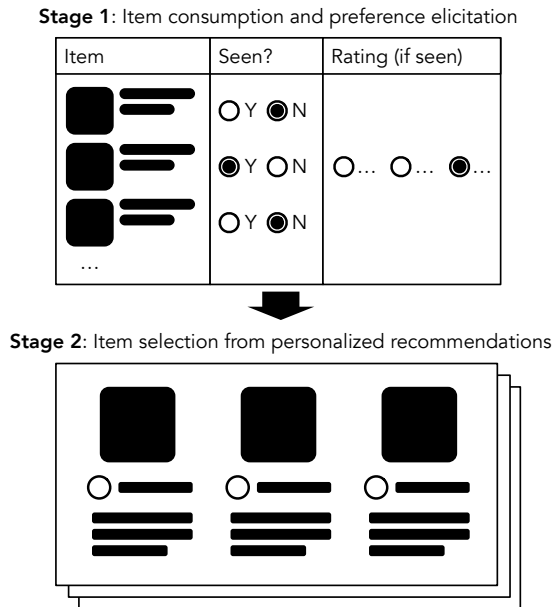 Stage 1: Item consumption and preference elicitation
Item Seen? Rating (if seen)
Y N
Y N ... ... ...
Y N
...
Stage 2: Item selection from personalized recommendations